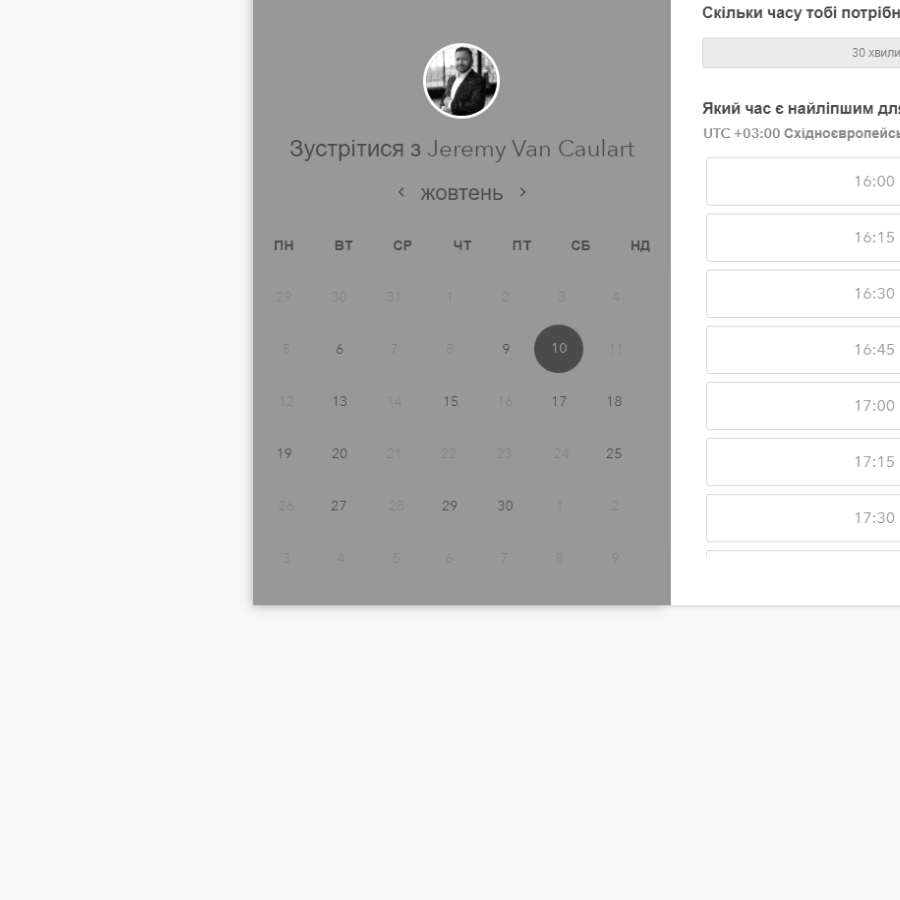 Зустрітися з Jeremy Van Caulart
‹ жовтень ›
ПН ВТ СР ЧТ ПТ СБ НД
29 30 31 1 2 3 4
5 6 7 8 9 10 11
12 13 14 15 16 17 18
19 20 21 22 23 24 25
26 27 28 29 30 1 2
3 4 5 6 7 8 9
Скільки часу тобі
30
Який час є найліпшим
UTC +03:00
16:00
16:15
16:30
16:45
17:00
17:15
17:30